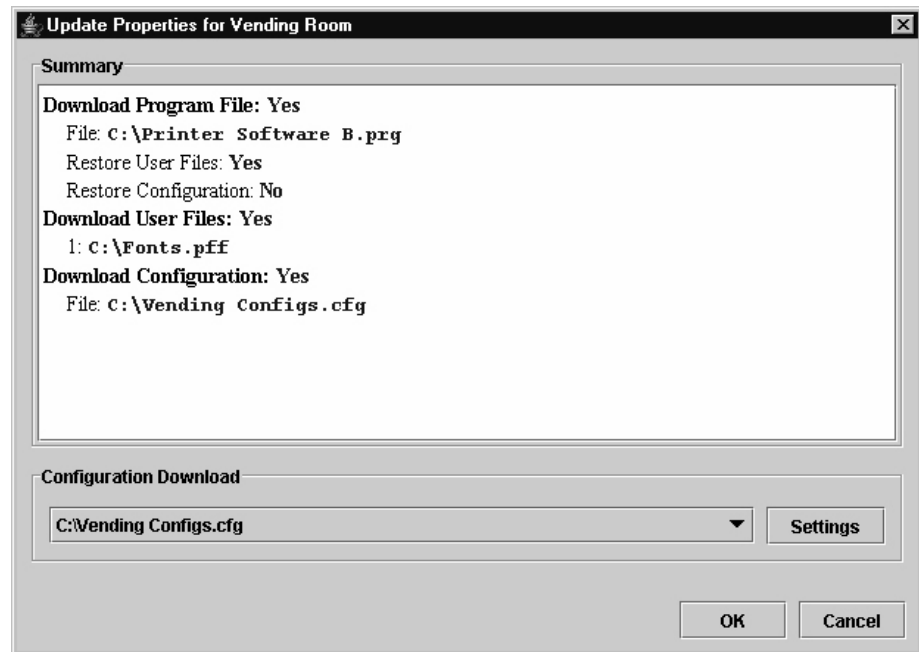 Update Properties for Vending Room
Summary
Download Program File: Yes
File: C:\Printer Software B.prg
Restore User Files: Yes
Restore Configuration: No
Download User Files: Yes
1: C:\Fonts.pff
Download Configuration: Yes
File: C:\Vending Configs.cfg
Configuration Download
C:\Vending Configs.cfg
Settings
OK
Cancel